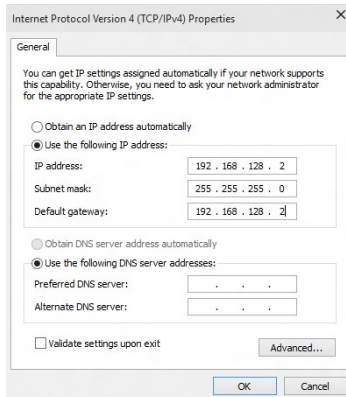 Internet Protocol Version 4 (TCP/IPv4) Properties
General
You can get IP settings assigned automatically if your network supports
this capability. Otherwise, you need to ask your network administrator
for the appropriate IP settings.
Obtain an IP address automatically
Use the following IP address:
IP address: 192 . 168 . 128 . 2
Subnet mask: 255 . 255 . 255 . 0
Default gateway: 192 . 168 . 128 . 2
Obtain DNS server address automatically
Use the following DNS server addresses:
Preferred DNS server: . . .
Alternate DNS server: . . .
Validate settings upon exit
Advanced...
OK Cancel